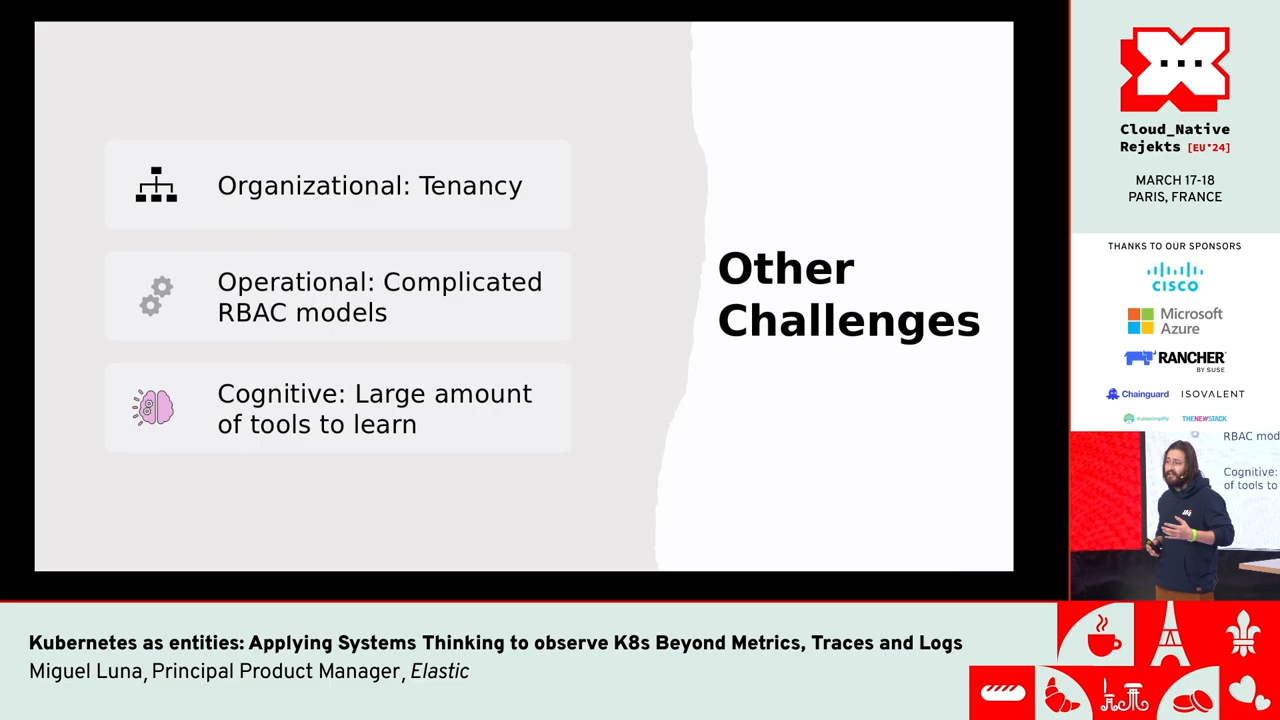 Organizational: Tenancy
Operational: Complicated
RBAC models
Cognitive: Large amount
of tools to learn
Other
Challenges
Cloud_Native
Rejekts [EU*24]
MARCH 17-18
PARIS, FRANCE
THANKS TO OUR SPONSORS
CISCO
Microsoft
Azure
RANCHER
BY SUSE
Chainguard
ISOVALENT
Kubesimplify
THENEWSTACK
RBAC mod
Cognitive:
of tools to
Kubernetes as entities: Applying Systems Thinking to observe K8s Beyond Metrics, Traces and Logs
Miguel Luna, Principal Product Manager, Elastic